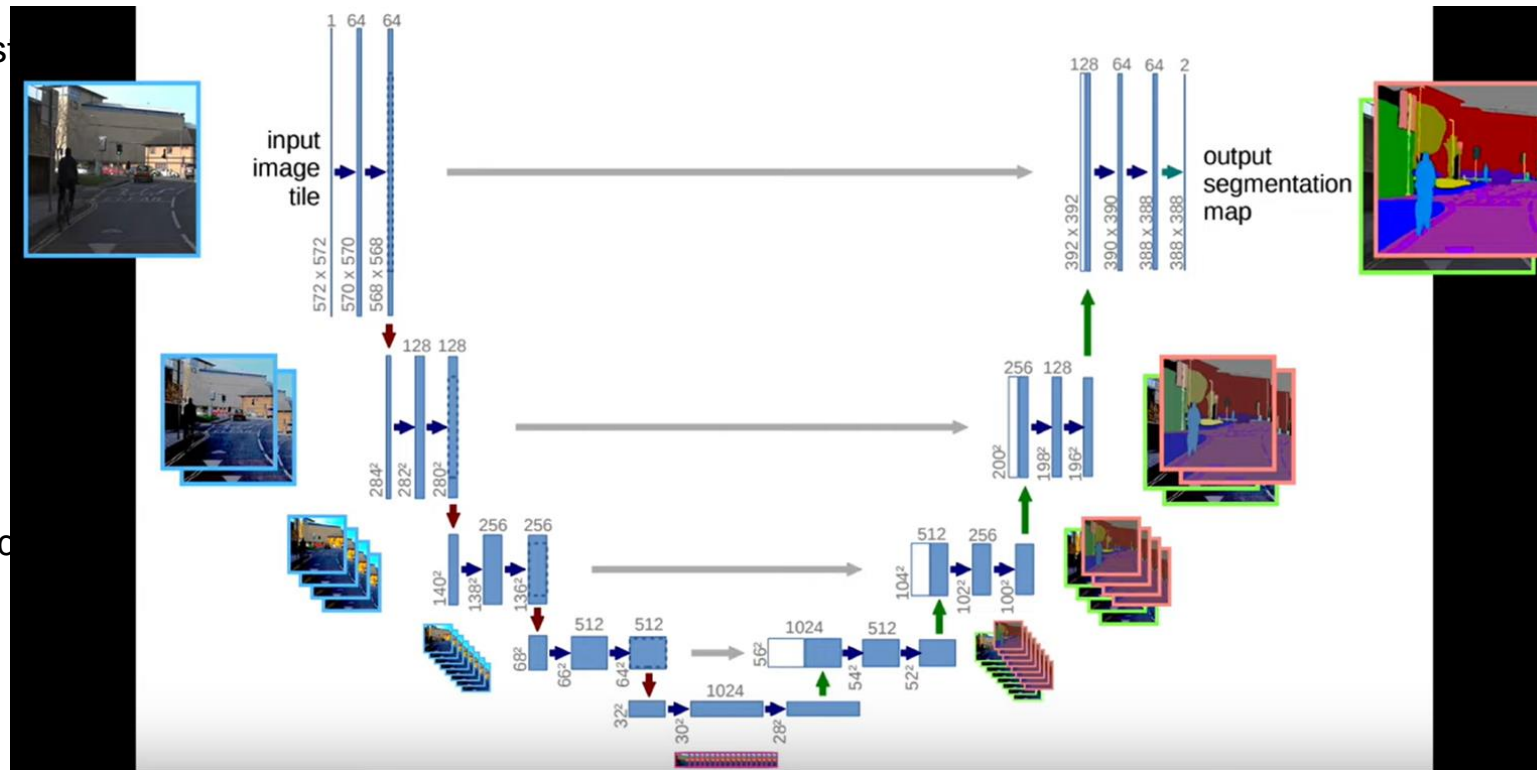 1 64 64
input
image
tile
572 x 572
570 x 570
568 x 568
128 64 64 2
392 x 392
390 x 390
388 x 388
388 x 388
output
segmentation
map
128 128
284²
282²
280²
256 128
200²
198²
196²
256 256
140²
138²
136²
512 256
104²
102²
100²
512 512
68²
66²
64²
1024 512
56²
54²
52²
1024
32²
30²
28²